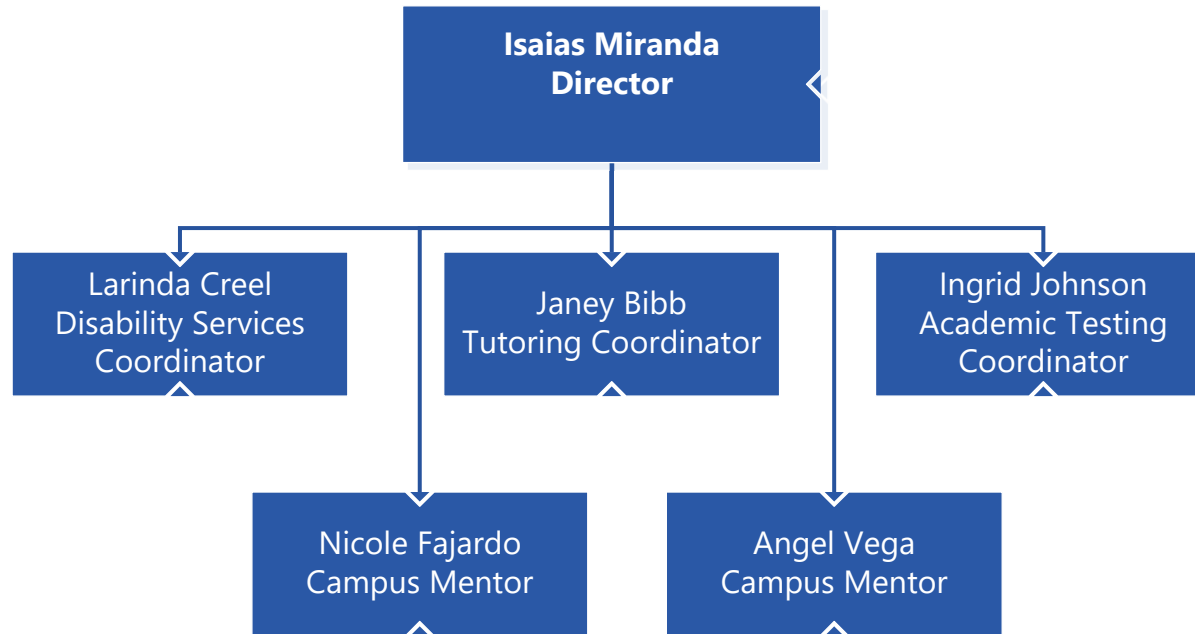 Isaias Miranda
Director
Larinda Creel
Disability Services
Coordinator
Janey Bibb
Tutoring Coordinator
Ingrid Johnson
Academic Testing
Coordinator
Nicole Fajardo
Campus Mentor
Angel Vega
Campus Mentor